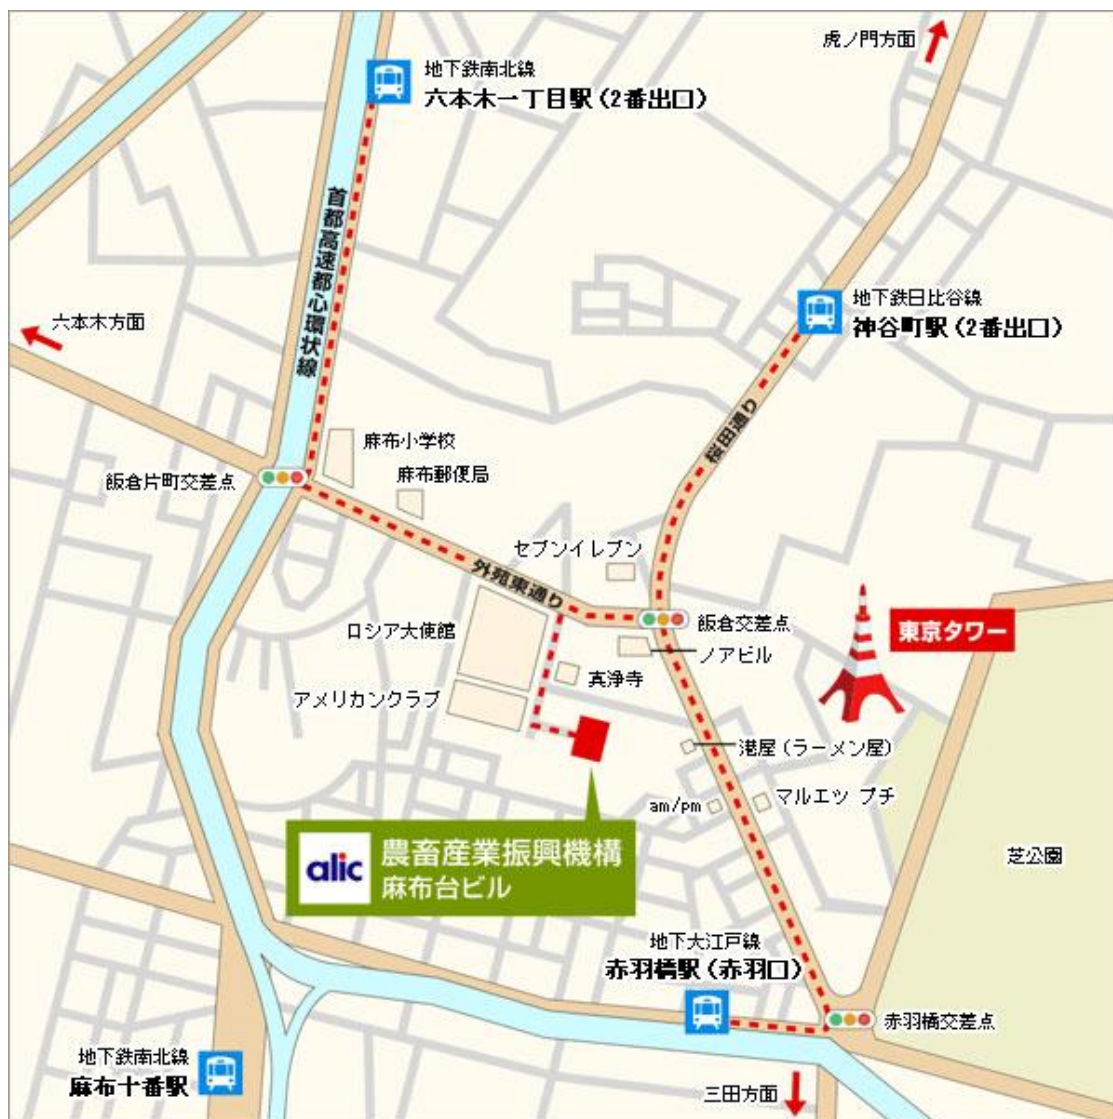 虎ノ門方面
地下鉄南北線
六本木一丁目駅(2番出口)
首都高速都心環状線
地下鉄日比谷線
神谷町駅(2番出口)
六本木方面
桜田通り
麻布小学校
麻布郵便局
飯倉片町交差点
セブンイレブン
外苑東通り
飯倉交差点
東京タワー
ロシア大使館
ノアビル
真浄寺
アメリカンクラブ
港屋(ラーメン屋)
am/pm
マルエツ プチ
alic
農畜産業振興機構
麻布台ビル
芝公園
地下大江戸線
赤羽橋駅(赤羽口)
赤羽橋交差点
地下鉄南北線
麻布十番駅
三田方面